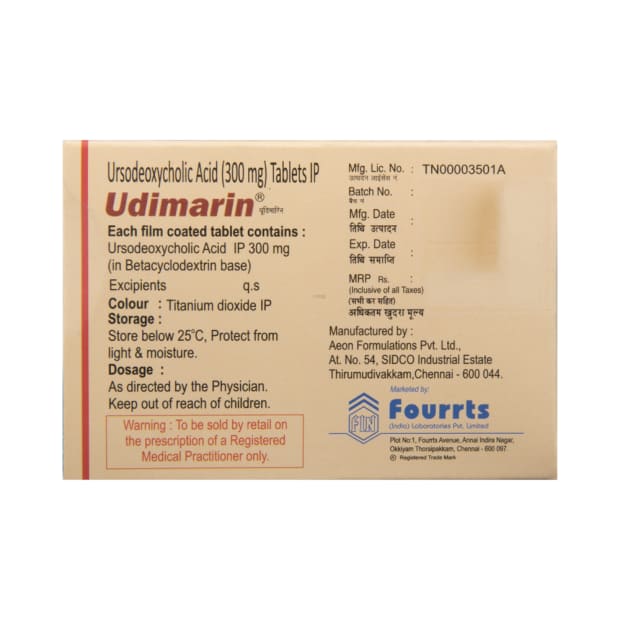 Ursodeoxycholic Acid (300 mg) Tablets IP
Udimarin® यूडिमारिन
Each film coated tablet contains :
Ursodeoxycholic Acid IP 300 mg
(in Betacyclodextrin base)
Excipients q.s
Colour : Titanium dioxide IP
Storage :
Store below 25°C, Protect from
light & moisture.
Dosage :
As directed by the Physician.
Keep out of reach of children.
Warning : To be sold by retail on
the prescription of a Registered
Medical Practitioner only.
Mfg. Lic. No. : TN00003501A
उत्पादन लाईसेंस नं
Batch No. :
बैच नं
Mfg. Date :
तिथि उत्पादन
Exp. Date :
तिथि समाप्ति
MRP Rs. :
(Inclusive of all Taxes)
(सभी कर सहित)
अधिकतम खुदरा मूल्य
Manufactured by :
Aeon Formulations Pvt. Ltd.,
At. No. 54, SIDCO Industrial Estate
Thirumudivakkam,Chennai - 600 044.
Marketed by:
FIN
Fourrts
(India) Laboratories Pvt. Limited
Plot No:1, Fourrts Avenue, Annai Indira Nagar,
Okkiyam Thoraipakkam, Chennai - 600 097.
® Registered Trade Mark